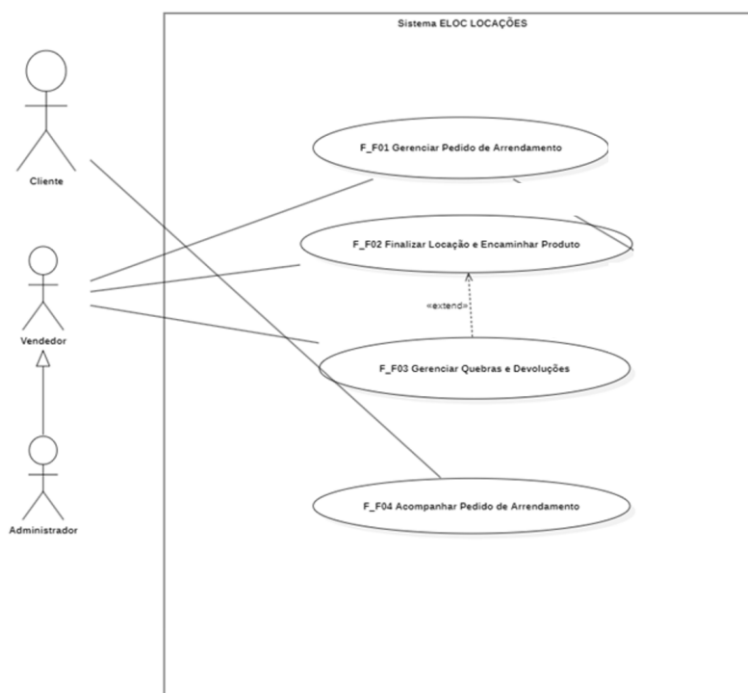 Sistema ELOC LOCAÇÕES
F_F01 Gerenciar Pedido de Arrendamento
Cliente
F_F02 Finalizar Locação e Encaminhar Produto
«extend»
Vendedor
F_F03 Gerenciar Quebras e Devoluções
F_F04 Acompanhar Pedido de Arrendamento
Administrador